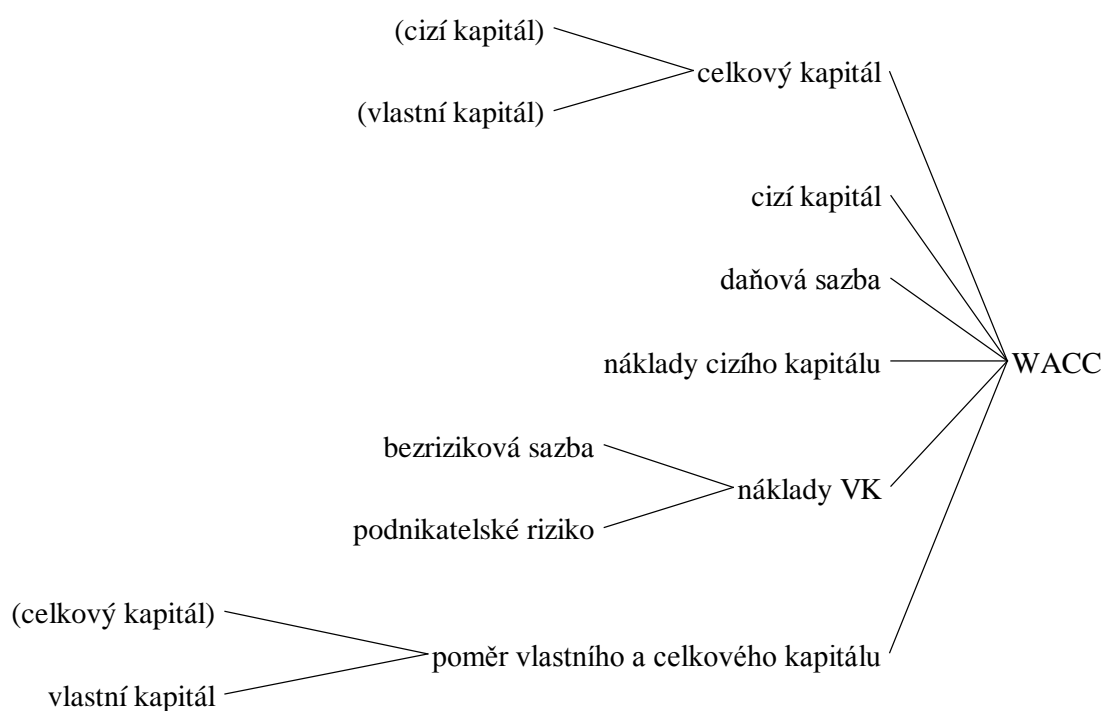 (cizí kapitál)
celkový kapitál
(vlastní kapitál)
cizí kapitál
daňová sazba
náklady cizího kapitálu
WACC
bezriziková sazba
náklady VK
podnikatelské riziko
(celkový kapitál)
poměr vlastního a celkového kapitálu
vlastní kapitál